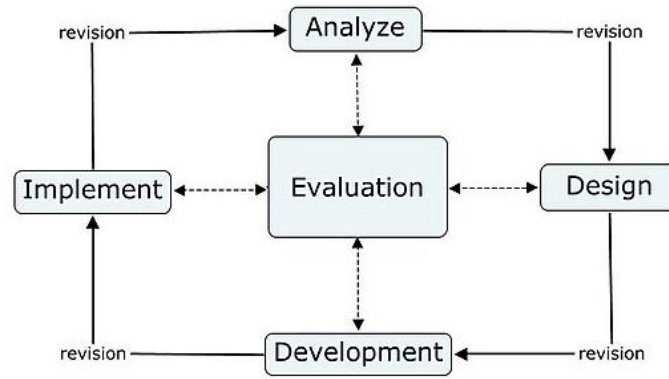 Analyze
revision
revision
Implement
Evaluation
Design
revision
Development
revision